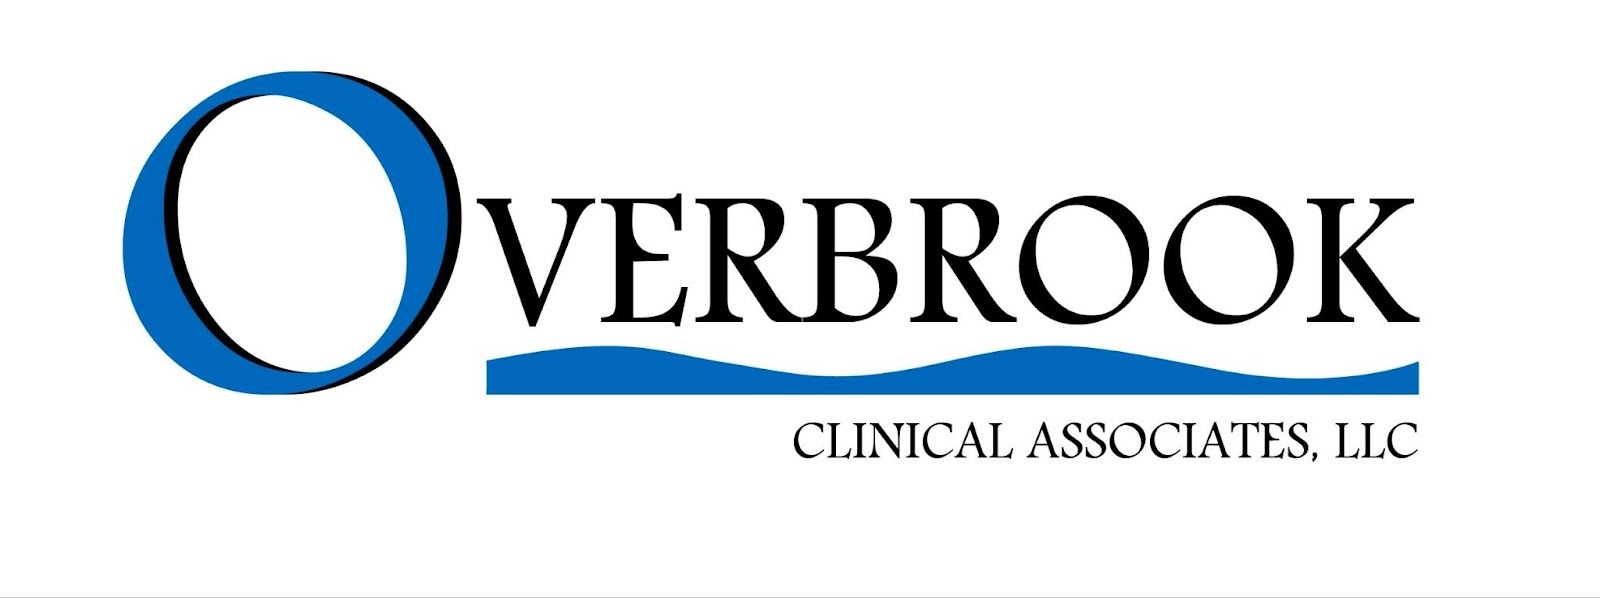 OVERBROOK
CLINICAL ASSOCIATES, LLC